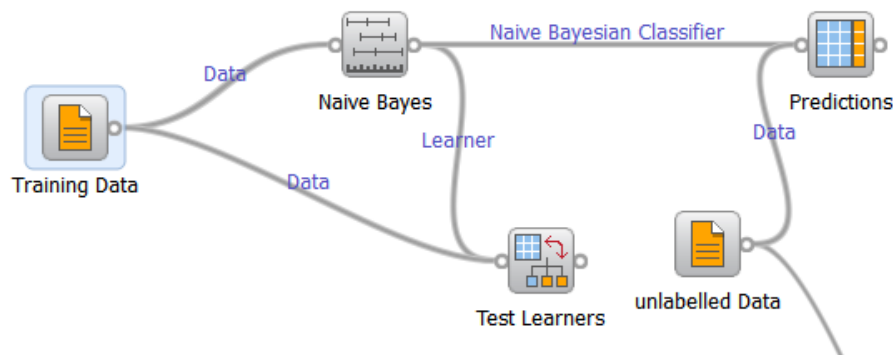 Naive Bayesian Classifier
Data
Naive Bayes
Predictions
Data
Learner
Training Data
Data
Test Learners
unlabelled Data